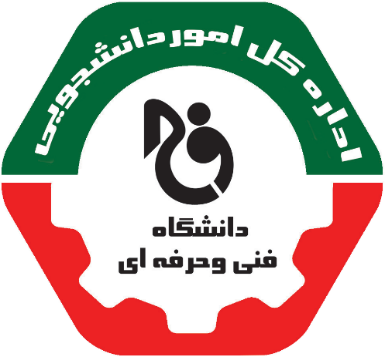 اداره کل امور دانشجویی
دانشگاه
فنی وحرفه ای